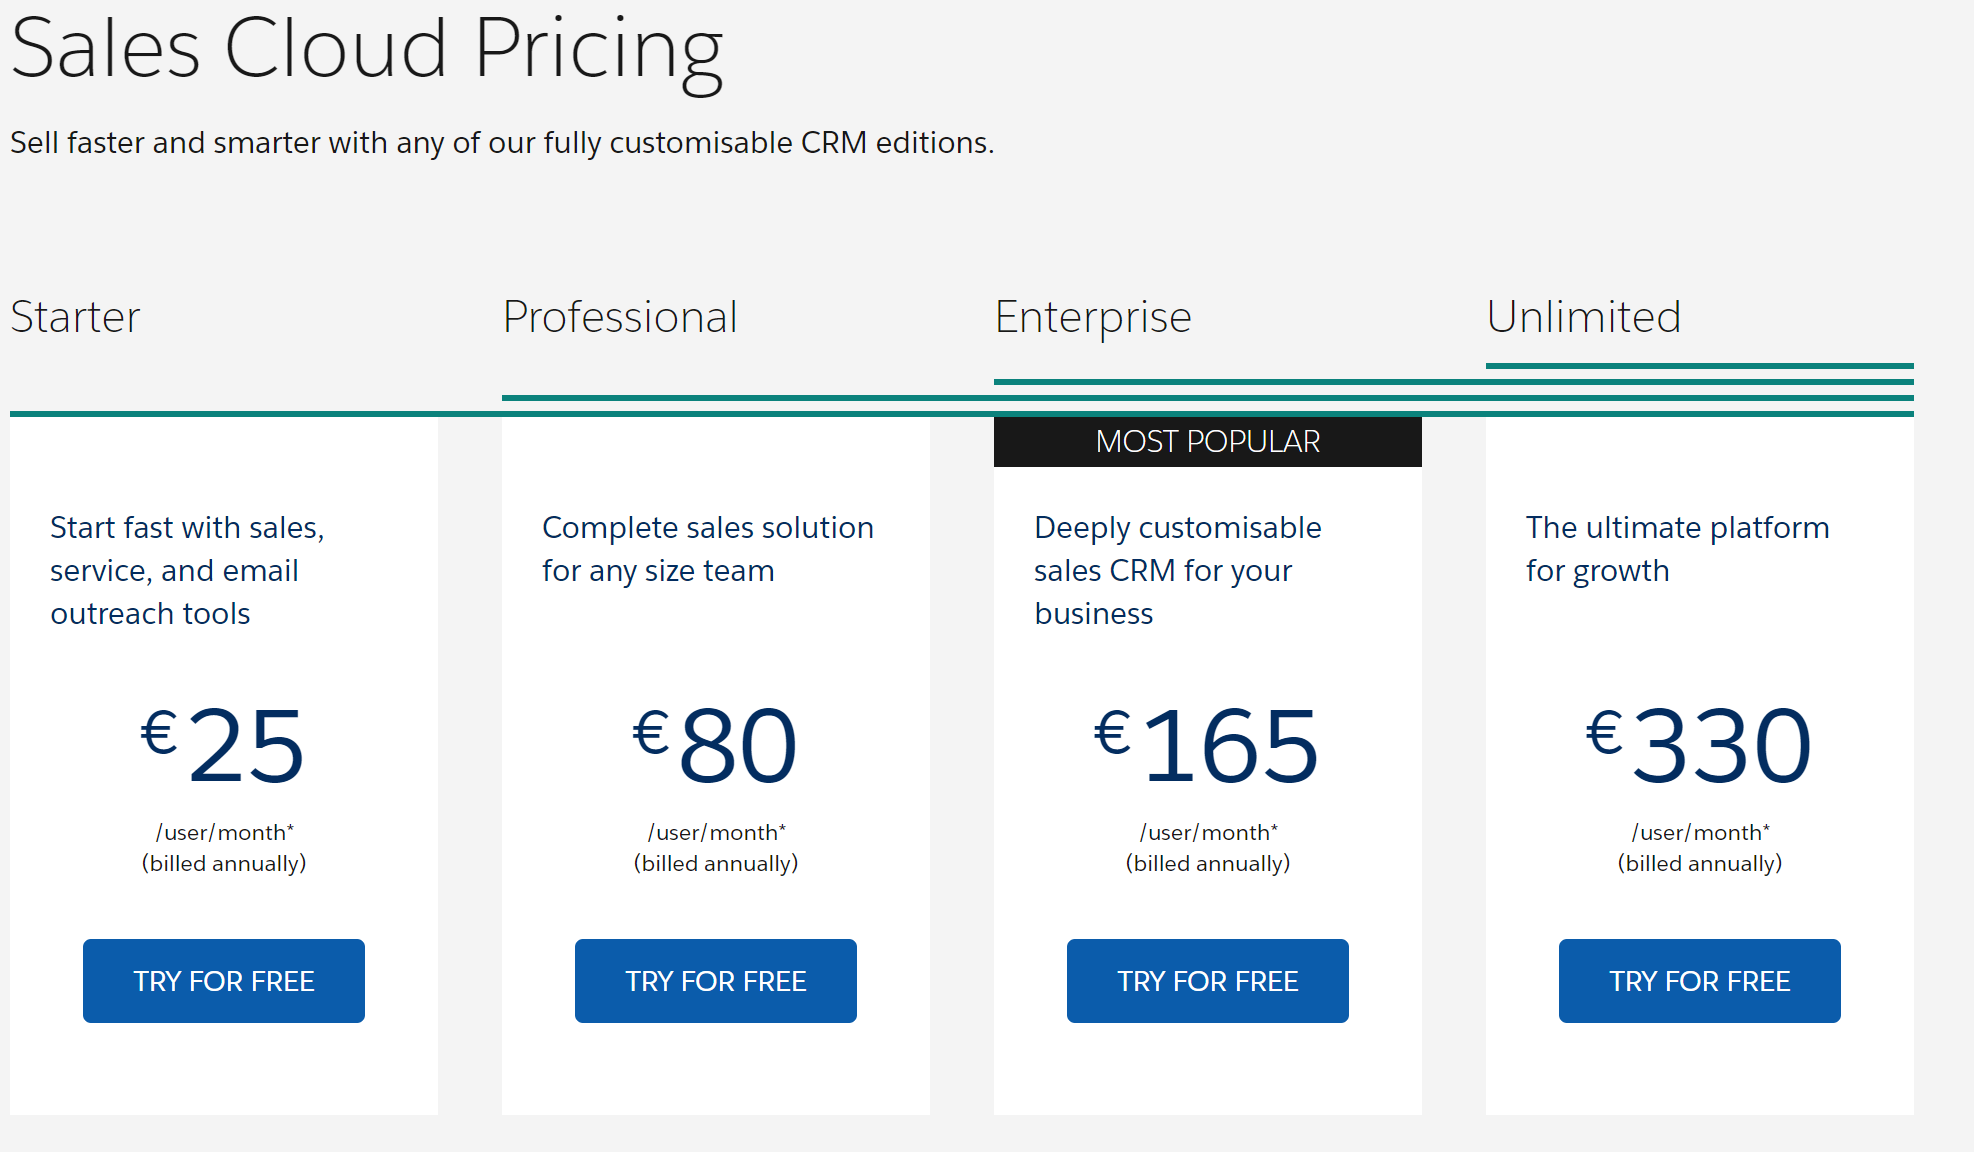 Sales Cloud Pricing
Sell faster and smarter with any of our fully customisable CRM editions.
Starter
Start fast with sales,
service, and email
outreach tools
€25
/user/month*
(billed annually)
TRY FOR FREE
Professional
Complete sales solution
for any size team
€80
/user/month*
(billed annually)
TRY FOR FREE
Enterprise
MOST POPULAR
Deeply customisable
sales CRM for your
business
€165
/user/month*
(billed annually)
TRY FOR FREE
Unlimited
The ultimate platform
for growth
€330
/user/month*
(billed annually)
TRY FOR FREE